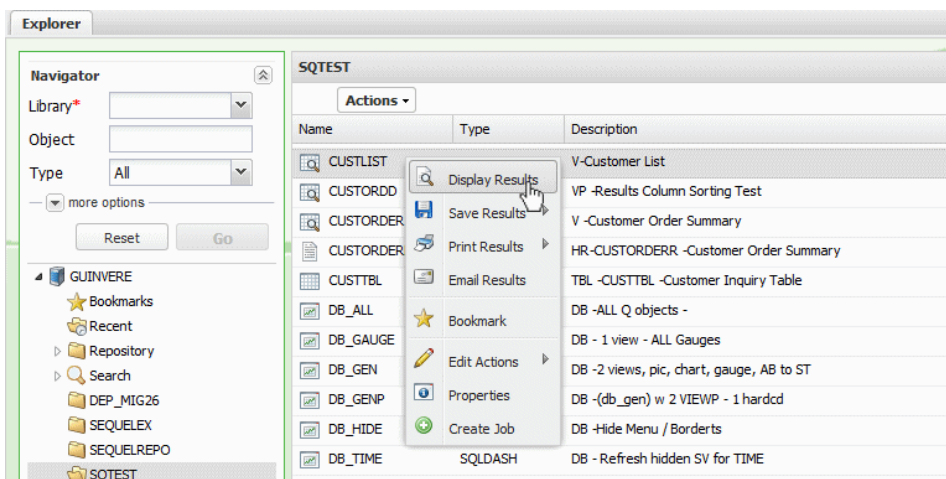 Explorer
Navigator
Library*
Object
Type All
more options
Reset Go
GUINVERE
Bookmarks
Recent
Repository
Search
DEP_MIG26
SEQUELEX
SEQUELREPO
SQTEST
SQTEST
Actions
Name Type Description
CUSTLIST V-Customer List
CUSTORDD VP -Results Column Sorting Test
CUSTORDER V -Customer Order Summary
CUSTORDER HR-CUSTORDERR -Customer Order Summary
CUSTTBL TBL -CUSTTBL -Customer Inquiry Table
DB_ALL DB -ALL Q objects -
DB_GAUGE DB - 1 view - ALL Gauges
DB_GEN DB -2 views, pic, chart, gauge, AB to ST
DB_GENP DB -(db_gen) w 2 VIEWP - 1 hardcd
DB_HIDE DB -Hide Menu / Borderts
DB_TIME SQLDASH DB - Refresh hidden SV for TIME
Display Results
Save Results
Print Results
Email Results
Bookmark
Edit Actions
Properties
Create Job